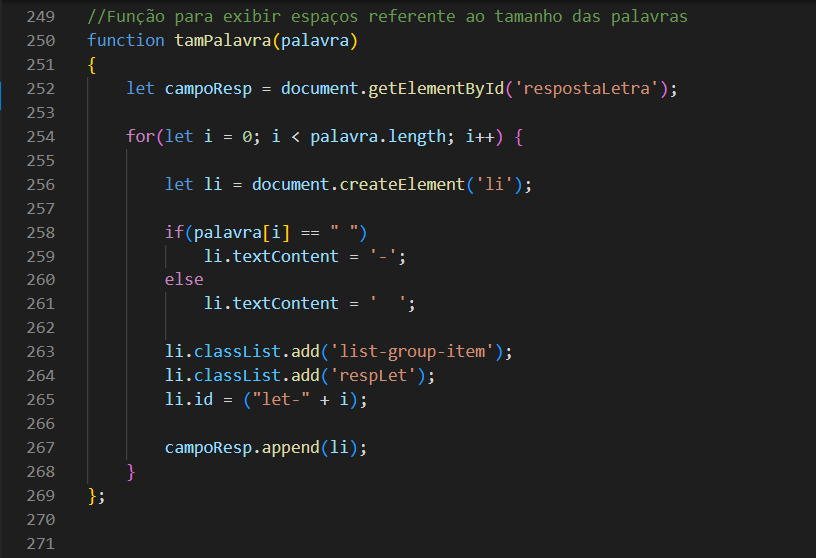 249 //Função para exibir espaços referente ao tamanho das palavras
250 function tamPalavra(palavra)
251 {
252     let campoResp = document.getElementById('respostaLetra');
253
254     for(let i = 0; i < palavra.length; i++) {
255
256         let li = document.createElement('li');
257
258         if(palavra[i] == " ")
259             li.textContent = '-';
260         else
261             li.textContent = '  ';
262
263         li.classList.add('list-group-item');
264         li.classList.add('respLet');
265         li.id = ("let-" + i);
266
267         campoResp.append(li);
268     }
269 };
270
271